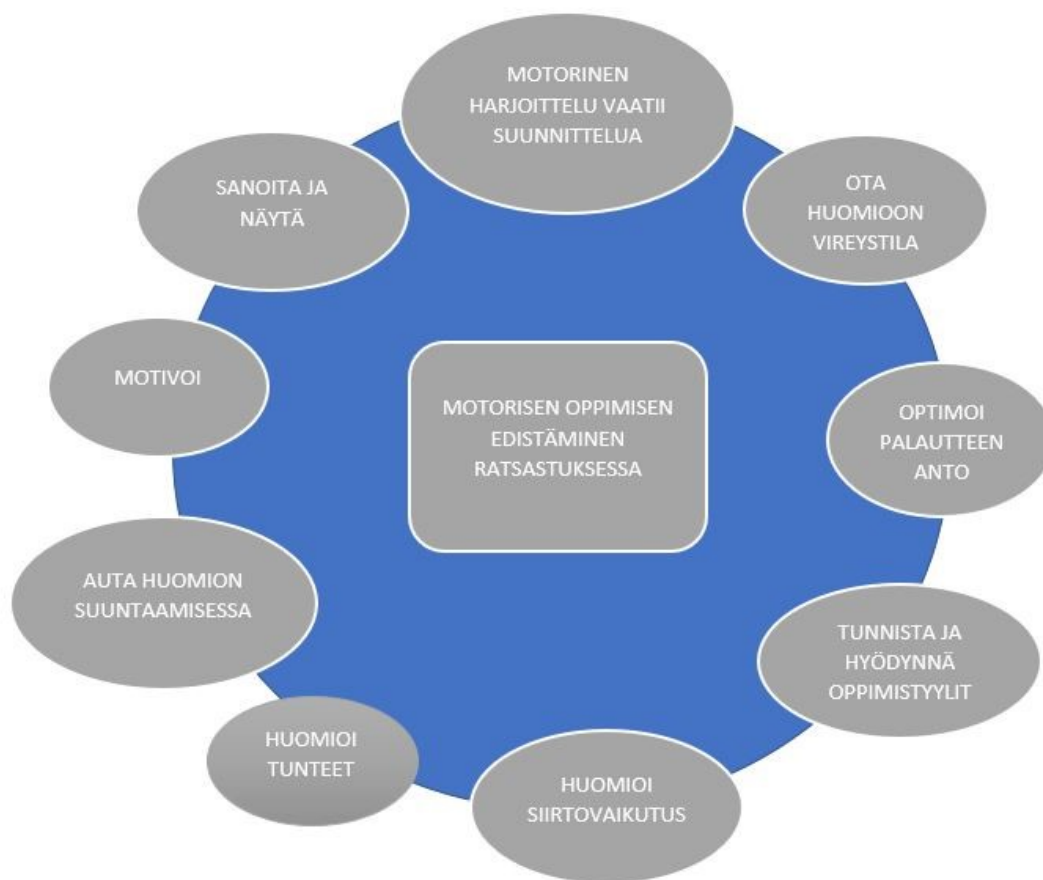 MOTORINEN
HARJOITTELU VAATII
SUUNNITTELUA
SANOITA JA
NÄYTÄ
OTA
HUOMIOON
VIREYSTILA
MOTIVOI
MOTORISEN OPPIMISEN
EDISTÄMINEN
RATSASTUKSESSA
OPTIMOI
PALAUTTEEN
ANTO
AUTA HUOMION
SUUNTAAMISESSA
TUNNISTA JA
HYÖDYNNÄ
OPPIMISTYYLIT
HUOMIOI
TUNTEET
HUOMIOI
SIIRTOVAIKUTUS